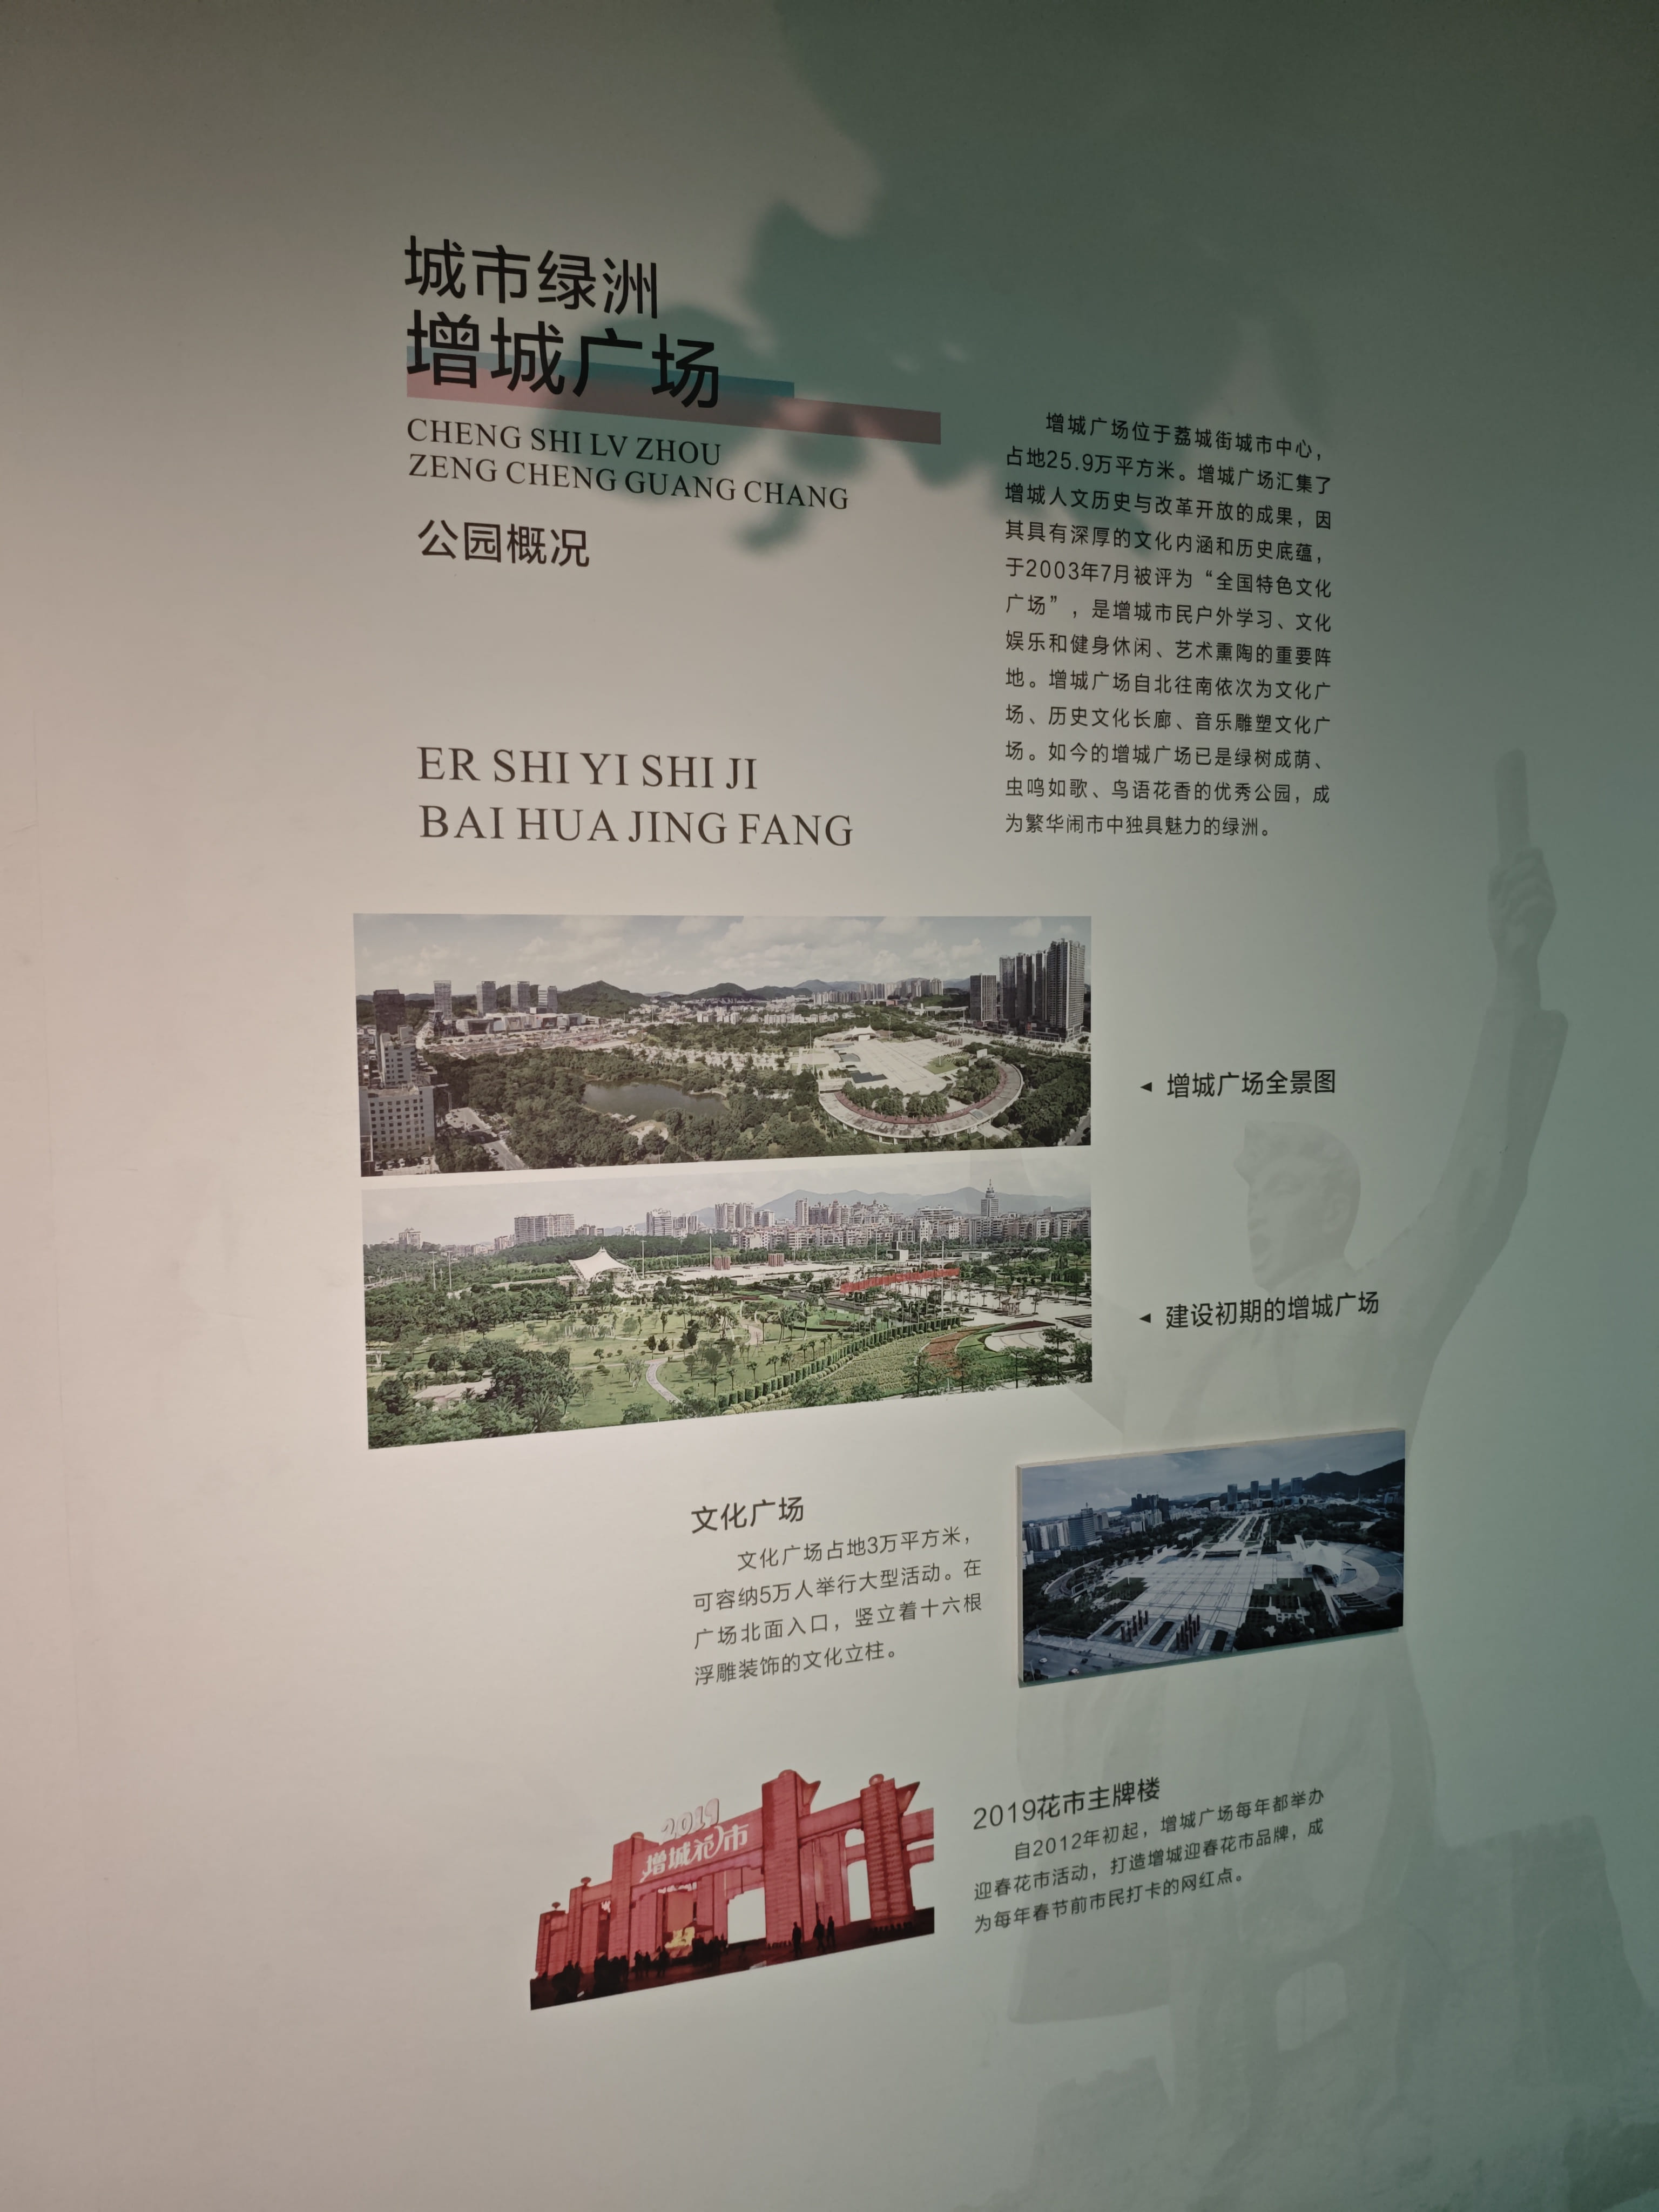 城市绿洲
增城广场
CHENG SHI LV ZHOU
ZENG CHENG GUANG CHANG
公园概况
增城广场位于荔城街城市中心，
占地25.9万平方米。增城广场汇集了
增城人文历史与改革开放的成果，因
其具有深厚的文化内涵和历史底蕴，
于2003年7月被评为“全国特色文化
广场”，是增城市民户外学习、文化
娱乐和健身休闲、艺术熏陶的重要阵
地。增城广场自北往南依次为文化广
场、历史文化长廊、音乐雕塑文化广
场。如今的增城广场已是绿树成荫、
虫鸣如歌、鸟语花香的优秀公园，成
为繁华闹市中独具魅力的绿洲。
ER SHI YI SHI JI
BAI HUA JING FANG
◂ 增城广场全景图
◂ 建设初期的增城广场
文化广场
文化广场占地3万平方米，
可容纳5万人举行大型活动。在
广场北面入口，竖立着十六根
浮雕装饰的文化立柱。
2019
增城花市
2019花市主牌楼
自2012年初起，增城广场每年都举办
迎春花市活动，打造增城迎春花市品牌，成
为每年春节前市民打卡的网红点。